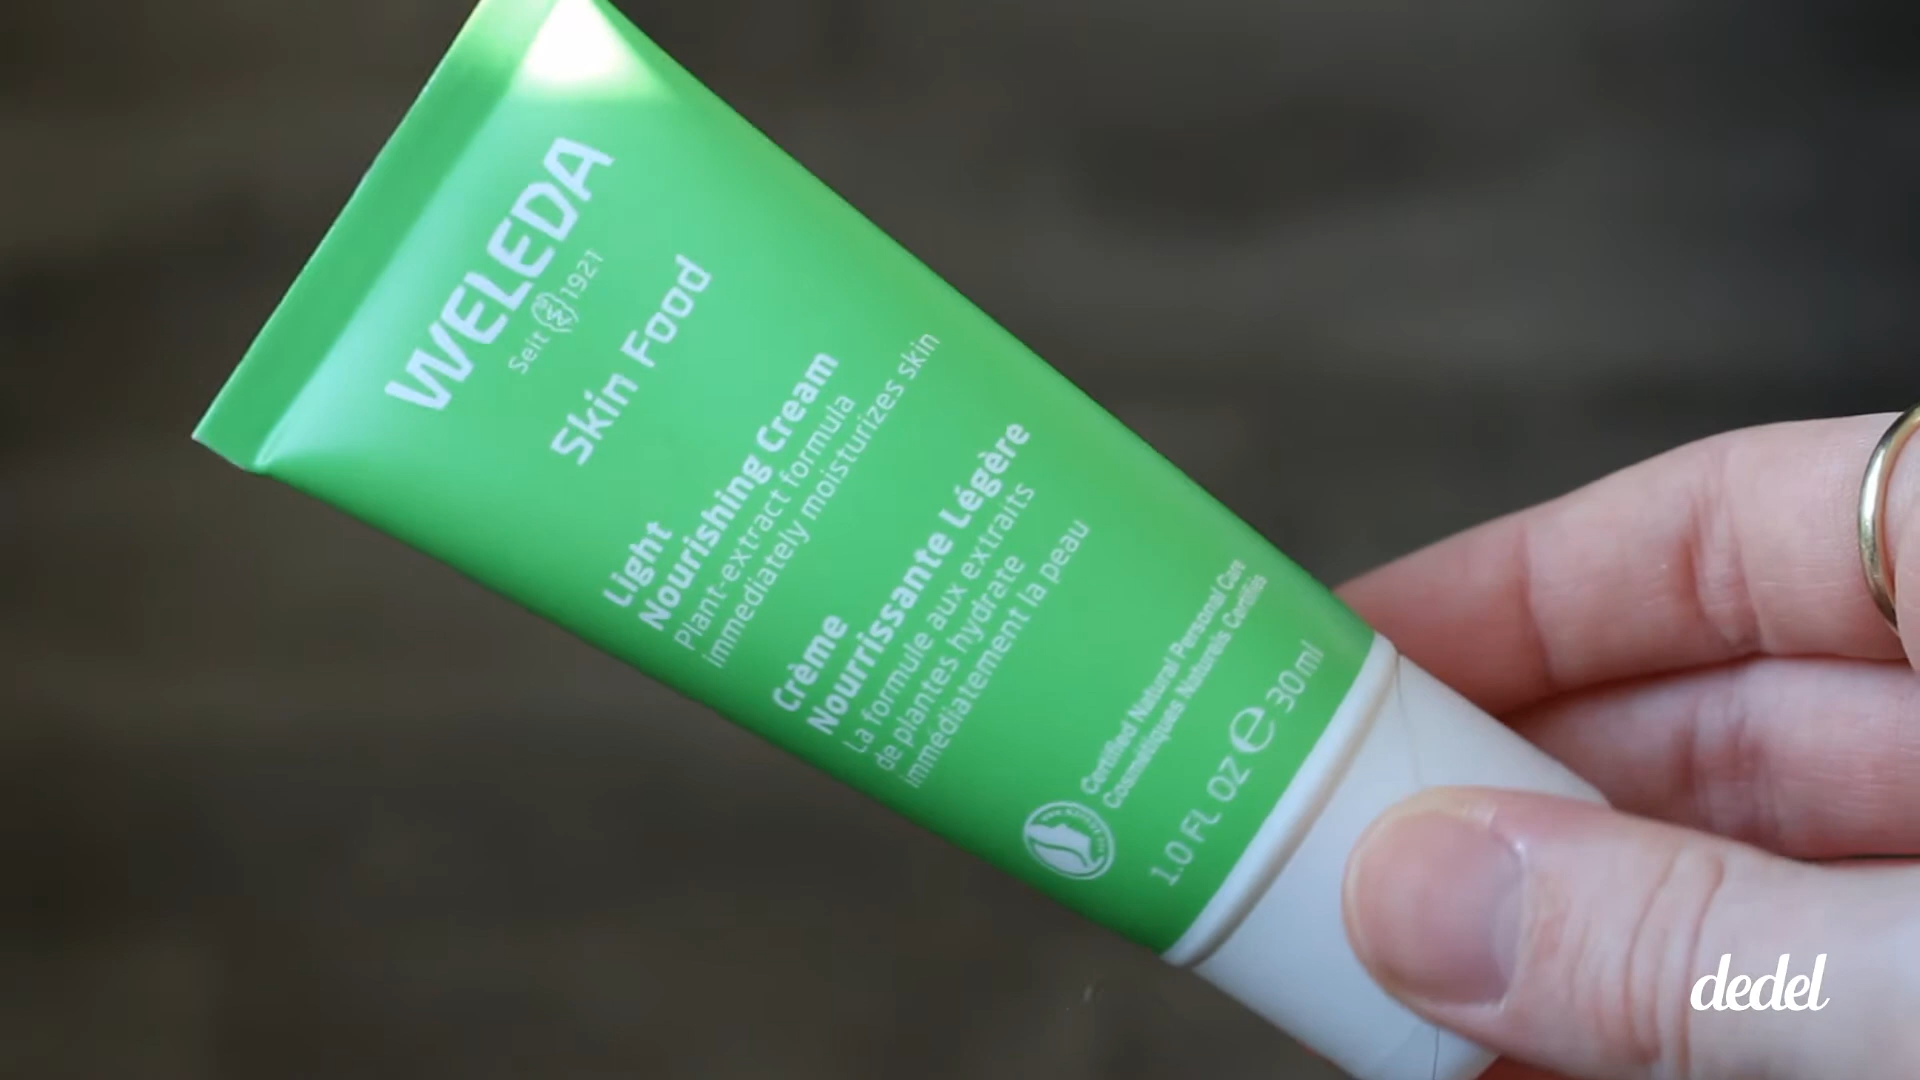 WELEDA
Seit 1921
Skin Food
Light
Nourishing Cream
Plant-extract formula
immediately moisturizes skin
Crème
Nourrissante Légère
La formule aux extraits
de plantes hydrate
immédiatement la peau
Certified Natural Personal Care
Cosmétiques Naturels Certifiés
1.0 FL OZ e 30ml
dedel